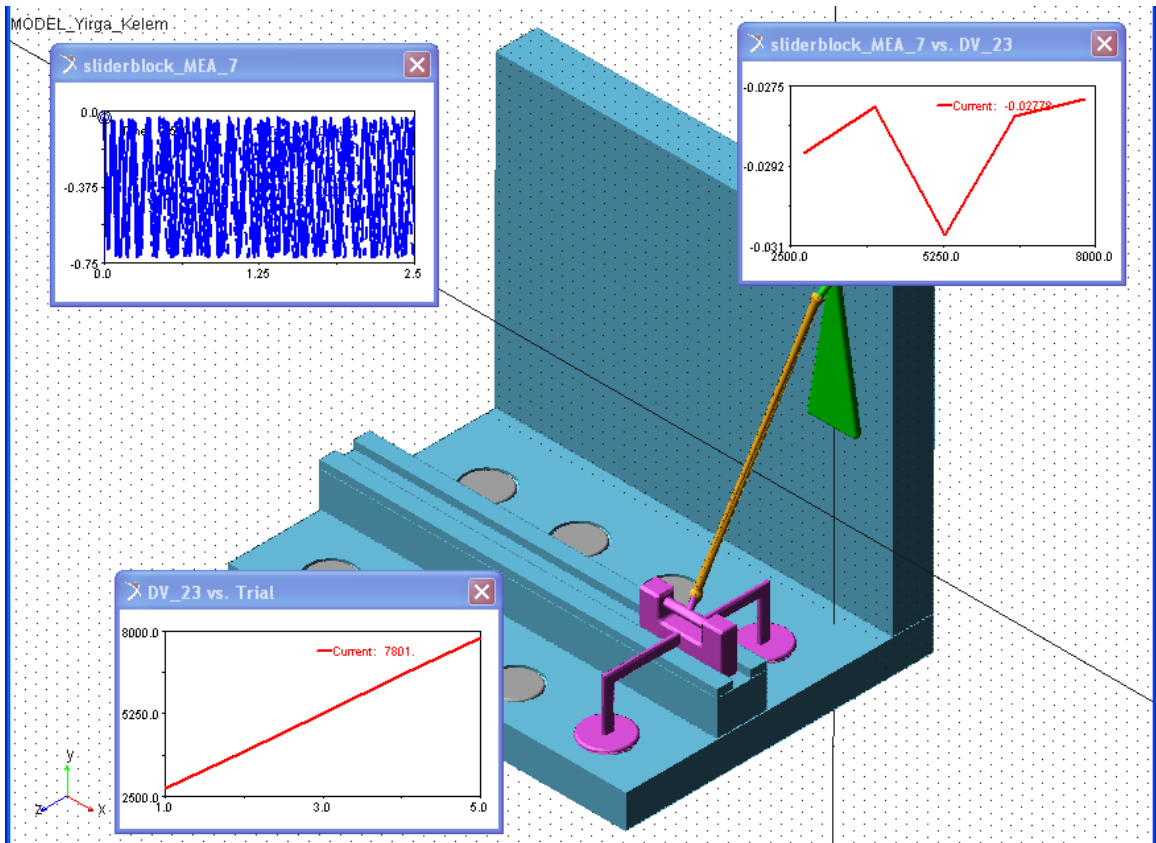 MODEL_Yirga_Kelem
sliderblock_MEA_7
0.0
-0.375
-0.75
0.0
1.25
2.5
sliderblock_MEA_7 vs. DV_23
-0.0275
Current: -0.02778
-0.0292
-0.031
2500.0
5250.0
8000.0
DV_23 vs. Trial
8000.0
Current: 7801.
5250.0
2500.0
1.0
3.0
5.0
y
z
x